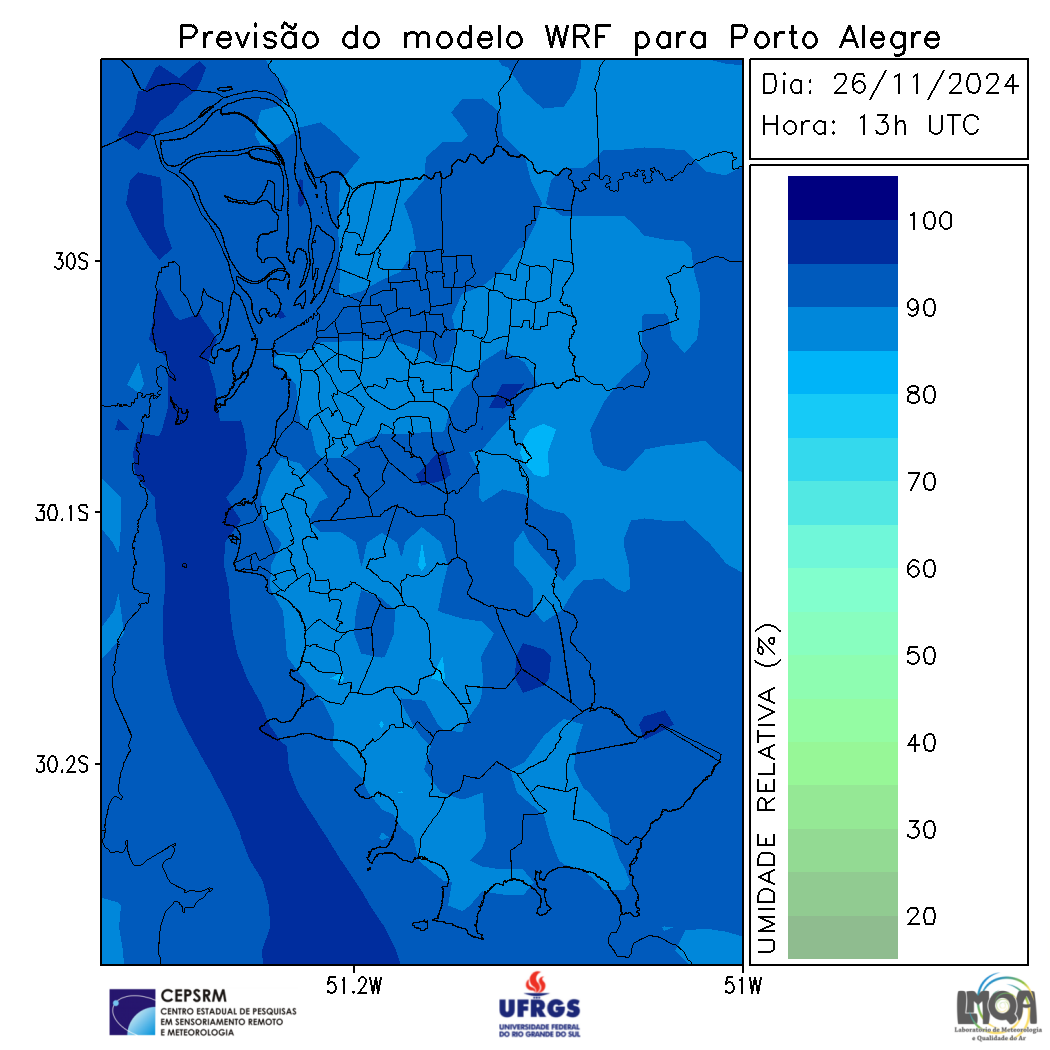 Previsão do modelo WRF para Porto Alegre
Dia: 26/11/2024
Hora: 13h UTC
30S
30.1S
30.2S
51.2W
51W
UMIDADE RELATIVA (%)
100
90
80
70
60
50
40
30
20
CEPSRM
CENTRO ESTADUAL DE PESQUISAS
EM SENSORIAMENTO REMOTO
E METEOROLOGIA
UFRGS
UNIVERSIDADE FEDERAL
DO RIO GRANDE DO SUL
LMQA
Laboratório de Meteorologia
e Qualidade do Ar